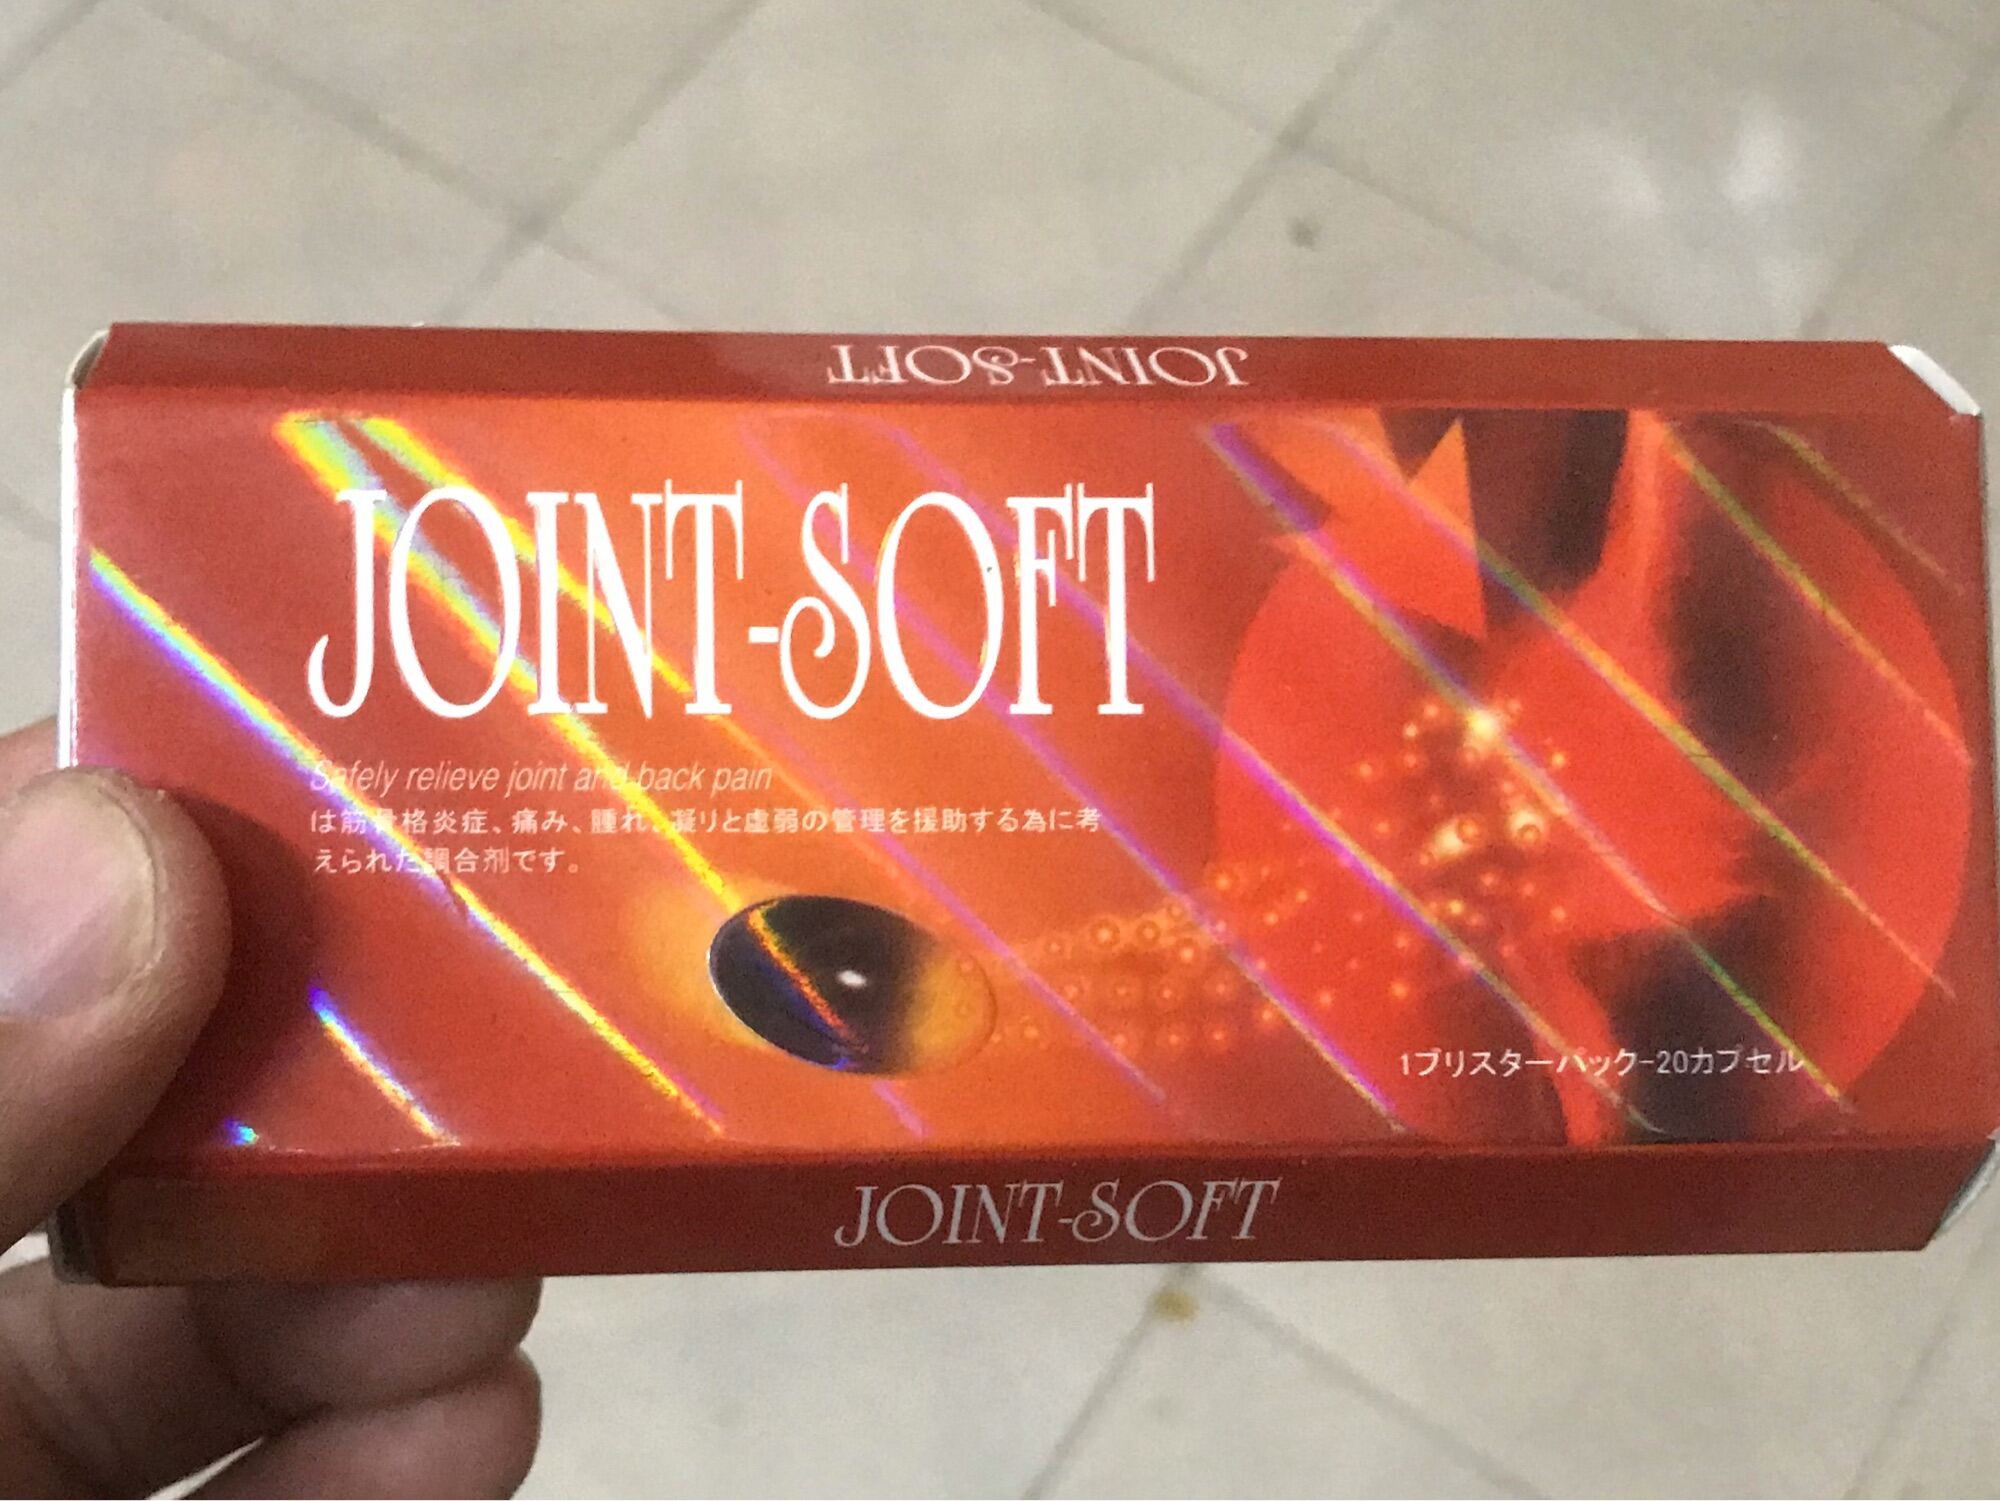 JOINT-SOFT
JOINT-SOFT
Safely relieve joint and back pain
は筋骨格炎症、痛み、腫れ、凝りと虚弱の管理を援助する為に考
えられた調合剤です。
1ブリスターパック-20カプセル
JOINT-SOFT